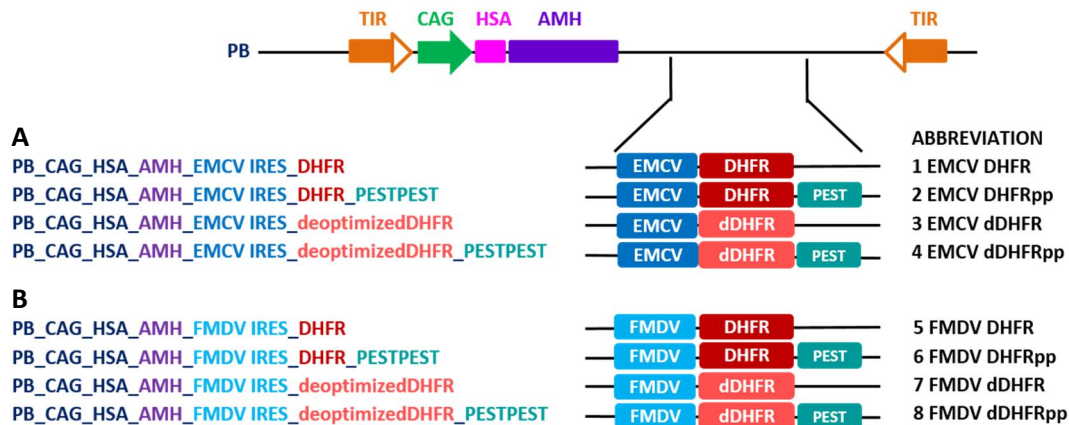 TIR CAG HSA AMH TIR
PB
A
ABBREVIATION
PB_CAG_HSA_AMH_EMCV IRES_DHFR EMCV DHFR 1 EMCV DHFR
PB_CAG_HSA_AMH_EMCV IRES_DHFR_PESTPEST EMCV DHFR PEST 2 EMCV DHFRpp
PB_CAG_HSA_AMH_EMCV IRES_deoptimizedDHFR EMCV dDHFR 3 EMCV dDHFR
PB_CAG_HSA_AMH_EMCV IRES_deoptimizedDHFR_PESTPEST EMCV dDHFR PEST 4 EMCV dDHFRpp
B
PB_CAG_HSA_AMH_FMDV IRES_DHFR FMDV DHFR 5 FMDV DHFR
PB_CAG_HSA_AMH_FMDV IRES_DHFR_PESTPEST FMDV DHFR PEST 6 FMDV DHFRpp
PB_CAG_HSA_AMH_FMDV IRES_deoptimizedDHFR FMDV dDHFR 7 FMDV dDHFR
PB_CAG_HSA_AMH_FMDV IRES_deoptimizedDHFR_PESTPEST FMDV dDHFR PEST 8 FMDV dDHFRpp